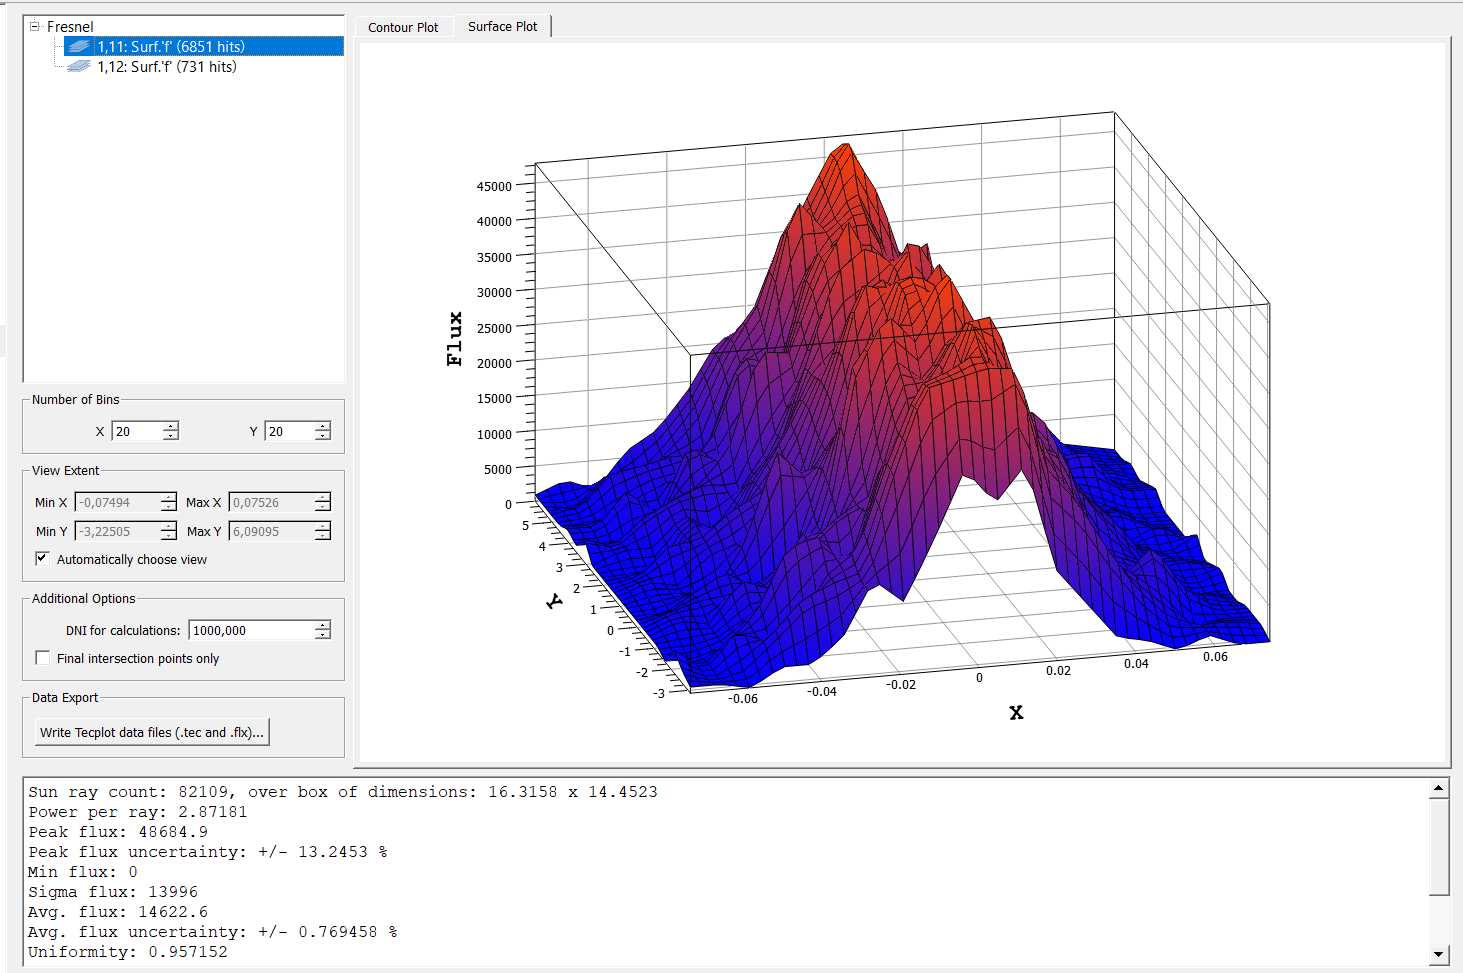 Fresnel
1,11: Surf.'f' (6851 hits)
1,12: Surf.'f' (731 hits)
Number of Bins
X 20 Y 20
View Extent
Min X -0,07494 Max X 0,07526
Min Y -3,22505 Max Y 6,09095
Automatically choose view
Additional Options
DNI for calculations: 1000,000
Final intersection points only
Data Export
Write Tecplot data files (.tec and .flx)...
Contour Plot Surface Plot
Flux
45000
40000
35000
30000
25000
20000
15000
10000
5000
0
Y
5
4
3
2
1
0
-1
-2
-3
-0.06 -0.04 -0.02 0 0.02 0.04 0.06
X
Sun ray count: 82109, over box of dimensions: 16.3158 x 14.4523
Power per ray: 2.87181
Peak flux: 48684.9
Peak flux uncertainty: +/- 13.2453 %
Min flux: 0
Sigma flux: 13996
Avg. flux: 14622.6
Avg. flux uncertainty: +/- 0.769458 %
Uniformity: 0.957152